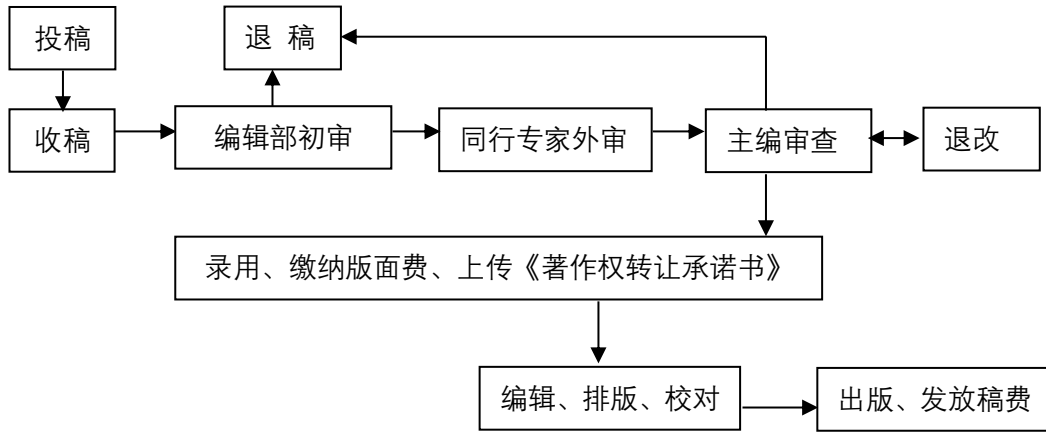 投稿
退 稿
收稿
编辑部初审
同行专家外审
主编审查
退改
录用、缴纳版面费、上传《著作权转让承诺书》
编辑、排版、校对
出版、发放稿费